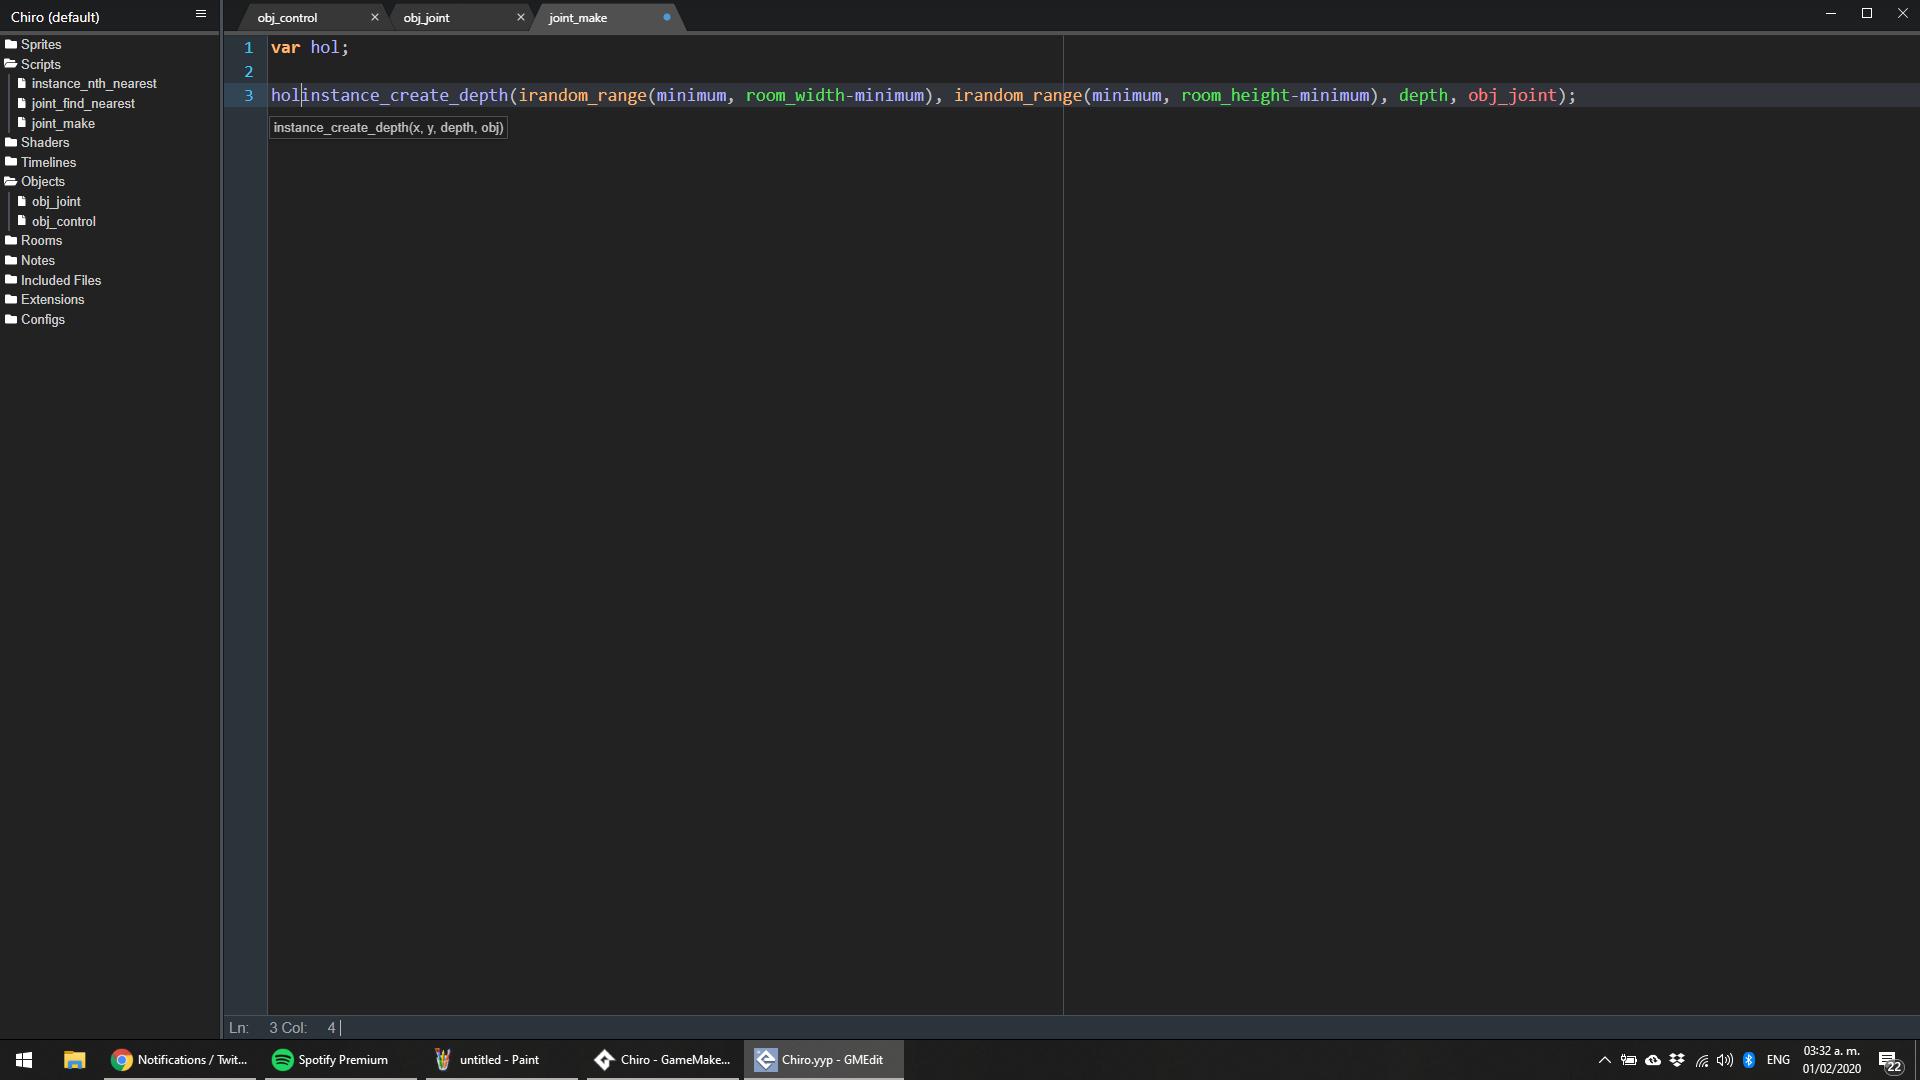 Chiro (default)
obj_control
obj_joint
joint_make
Sprites
Scripts
instance_nth_nearest
joint_find_nearest
joint_make
Shaders
Timelines
Objects
obj_joint
obj_control
Rooms
Notes
Included Files
Extensions
Configs
1 var hol;
2
3 holinstance_create_depth(irandom_range(minimum, room_width-minimum), irandom_range(minimum, room_height-minimum), depth, obj_joint);
instance_create_depth(x, y, depth, obj)
Ln: 3 Col: 4
Notifications / Twit...
Spotify Premium
untitled - Paint
Chiro - GameMake...
Chiro.yyp - GMEdit
ENG
03:32 a. m.
01/02/2020
22